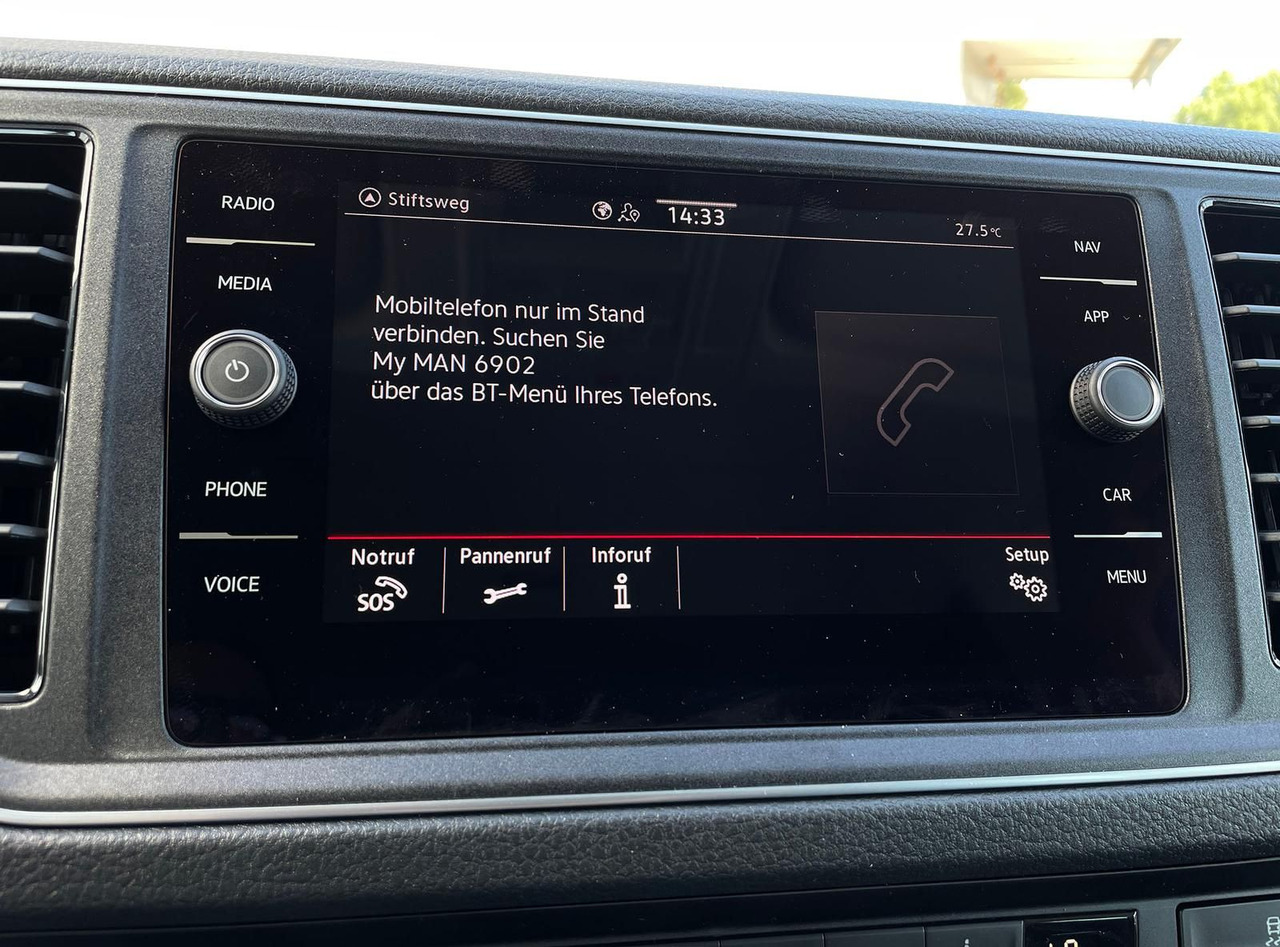 RADIO
MEDIA
PHONE
VOICE
Stiftsweg
14:33
27.5°C
Mobiltelefon nur im Stand
verbinden. Suchen Sie
My MAN 6902
über das BT-Menü Ihres Telefons.
Notruf
SOS
Pannenruf
Inforuf
i
Setup
NAV
APP
CAR
MENU